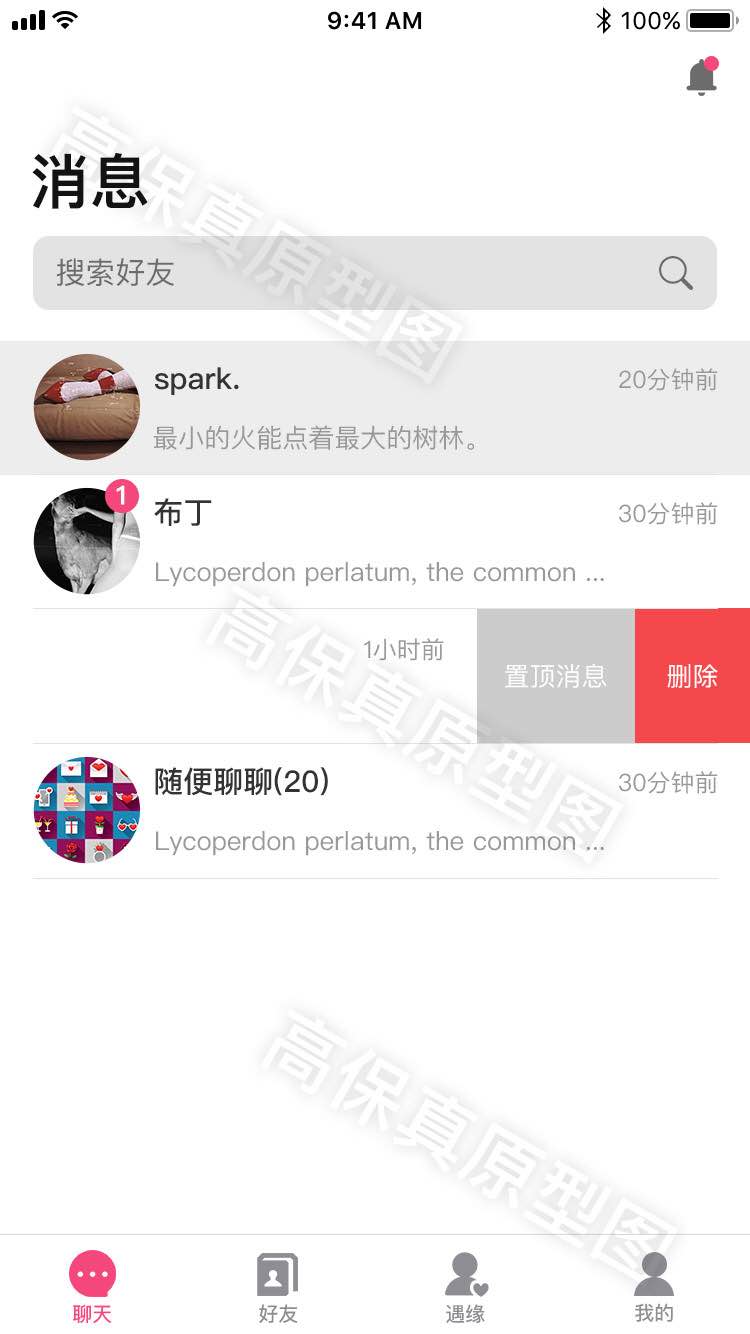 9:41 AM
100%
消息
搜索好友
spark.
20分钟前
最小的火能点着最大的树林。
1
布丁
30分钟前
Lycoperdon perlatum, the common ...
1小时前
置顶消息
删除
随便聊聊(20)
30分钟前
Lycoperdon perlatum, the common ...
聊天
好友
遇缘
我的
高保真原型图
高保真原型图
高保真原型图